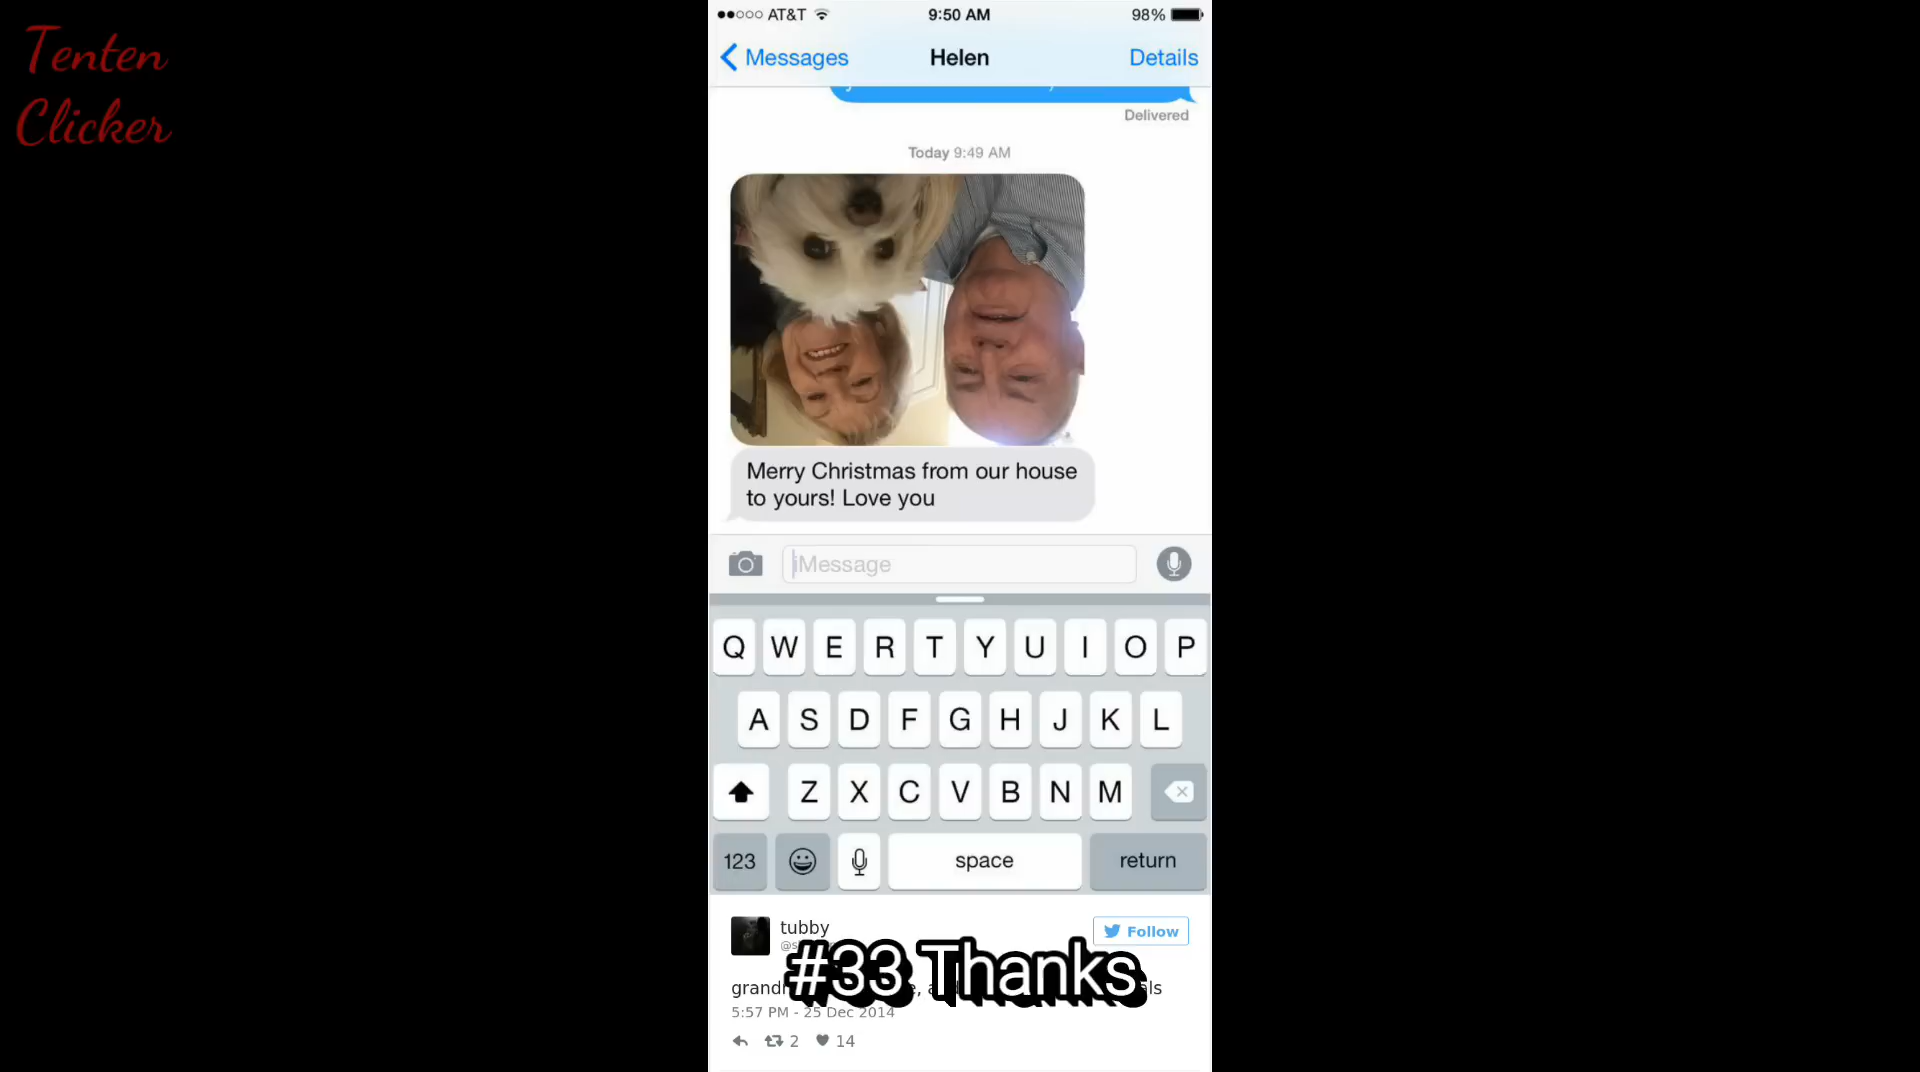 Tenten
Clicker
AT&T 9:50 AM 98%
Messages Helen Details
Delivered
Today 9:49 AM
Merry Christmas from our house
to yours! Love you
iMessage
Q W E R T Y U I O P
A S D F G H J K L
Z X C V B N M
123 space return
tubby
Follow
#33 Thanks
5:57 PM - 25 Dec 2014
2 14